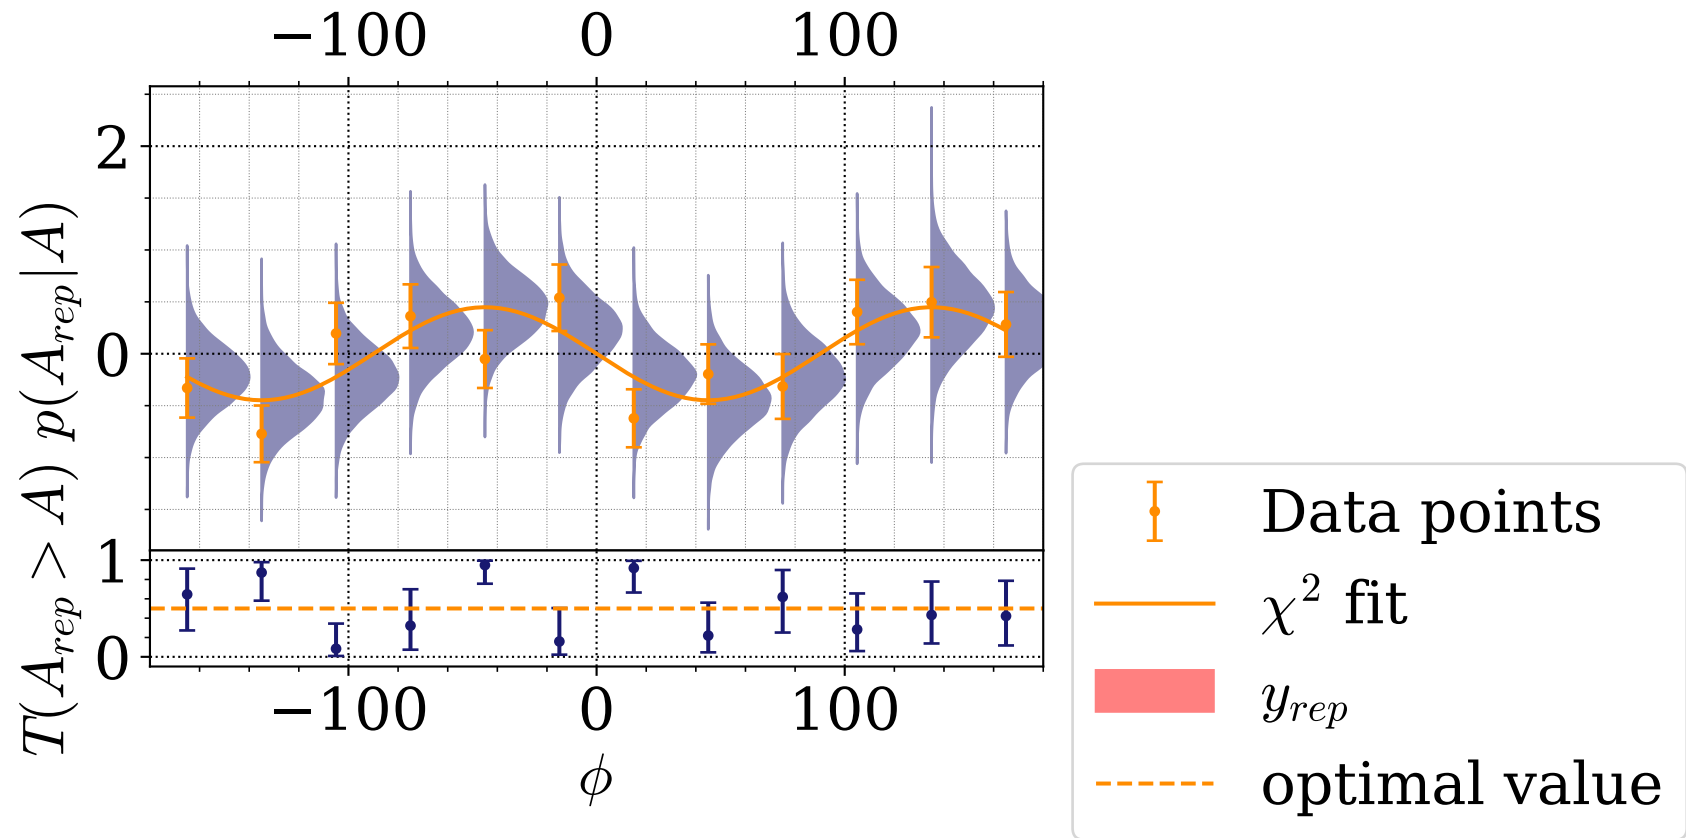 −100 0 100
p(A_rep|A)
2
0
T(A_rep > A)
1
0
−100 0 100
ϕ
Data points
χ² fit
y_rep
optimal value